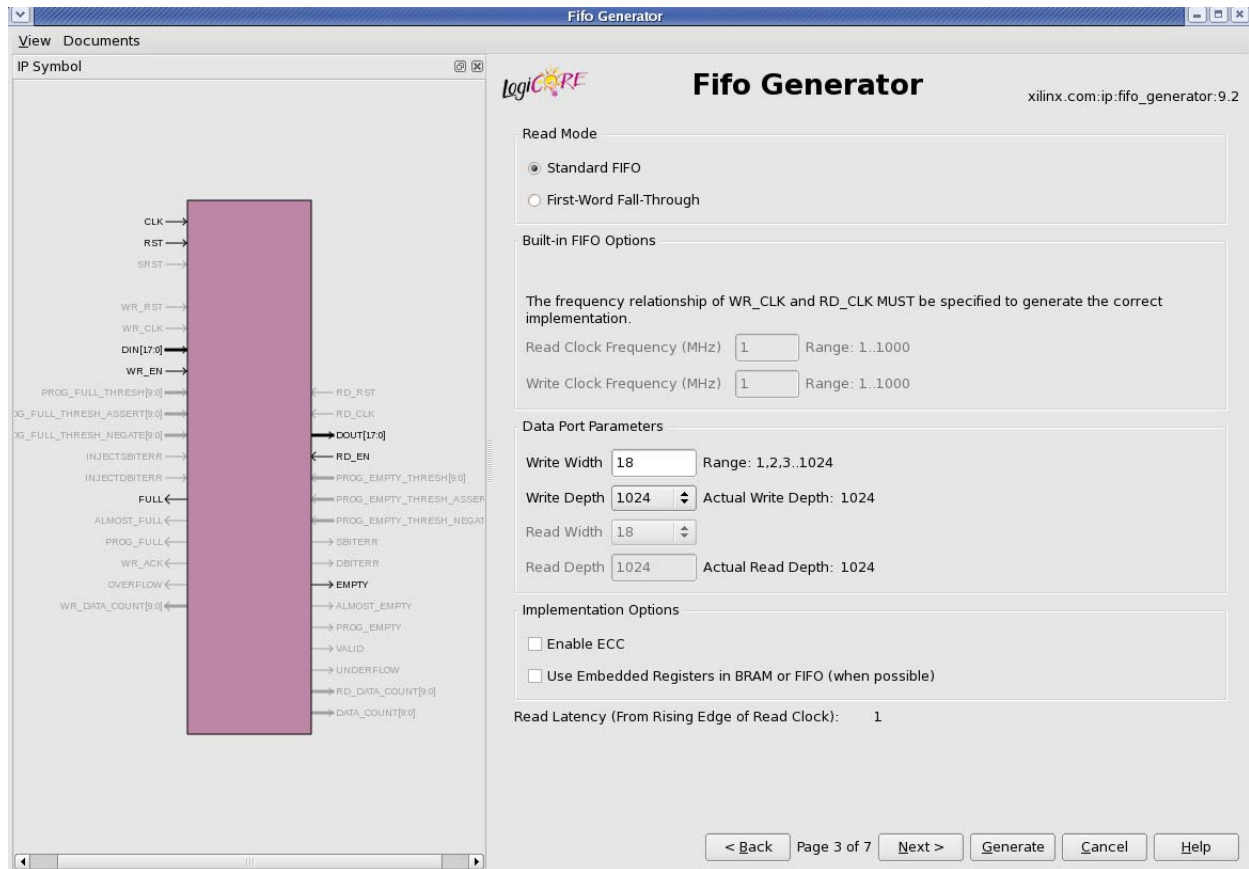 Fifo Generator
View Documents
IP Symbol
CLK
RST
SRST
WR_RST
WR_CLK
DIN[17:0]
WR_EN
PROG_FULL_THRESH[9:0]
OG_FULL_THRESH_ASSERT[9:0]
OG_FULL_THRESH_NEGATE[9:0]
INJECTSBITERR
INJECTDBITERR
FULL
ALMOST_FULL
PROG_FULL
WR_ACK
OVERFLOW
WR_DATA_COUNT[9:0]
RD_RST
RD_CLK
DOUT[17:0]
RD_EN
PROG_EMPTY_THRESH[9:0]
PROG_EMPTY_THRESH_ASSER
PROG_EMPTY_THRESH_NEGAT
SBITERR
DBITERR
EMPTY
ALMOST_EMPTY
PROG_EMPTY
VALID
UNDERFLOW
RD_DATA_COUNT[9:0]
DATA_COUNT[9:0]
LogiCORE
Fifo Generator
xilinx.com:ip:fifo_generator:9.2
Read Mode
Standard FIFO
First-Word Fall-Through
Built-in FIFO Options
The frequency relationship of WR_CLK and RD_CLK MUST be specified to generate the correct
implementation.
Read Clock Frequency (MHz) 1 Range: 1..1000
Write Clock Frequency (MHz) 1 Range: 1..1000
Data Port Parameters
Write Width 18 Range: 1,2,3..1024
Write Depth 1024 Actual Write Depth: 1024
Read Width 18
Read Depth 1024 Actual Read Depth: 1024
Implementation Options
Enable ECC
Use Embedded Registers in BRAM or FIFO (when possible)
Read Latency (From Rising Edge of Read Clock): 1
< Back Page 3 of 7 Next > Generate Cancel Help